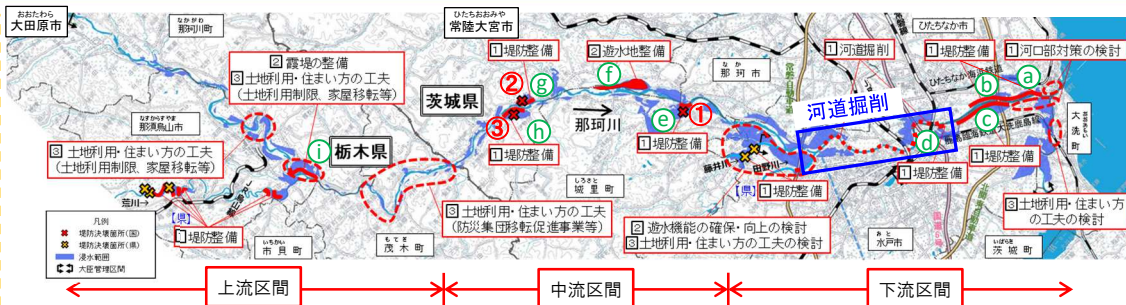 おおたわら
大田原市
なかがわ
那珂川町
ひたちおおみや
常陸大宮市
ひたちなか市
1 堤防整備
2 遊水地整備
なか
那珂市
1 河道掘削
1 堤防整備
1 河口部対策の検討
2 霞堤の整備
3 土地利用・住まい方の工夫
(土地利用制限、家屋移転等)
ひたちなか海浜鉄道
a
b
c
d
e
f
g
h
i
①
②
③
茨城県
栃木県
那珂川
河道掘削
常磐自動車道
なすからすやま
那須烏山市
3 土地利用・住まい方の工夫
(土地利用制限、家屋移転等)
1 堤防整備
1 堤防整備
藤井川
田野川→
【県】
1 堤防整備
1 堤防整備
1 堤防整備
大洗町
しろさと
城里町
荒川→
【県】
1 堤防整備
3 土地利用・住まい方の工夫
(防災集団移転促進事業等)
2 遊水機能の確保・向上の検討
3 土地利用・住まい方の工夫の検討
3 土地利用・住まい方
の工夫の検討
凡例
堤防決壊箇所(国)
堤防決壊箇所(県)
浸水範囲
大臣管理区間
いちかい
市貝町
もてぎ
茂木町
みと
水戸市
いばらき
茨城町
上流区間
中流区間
下流区間